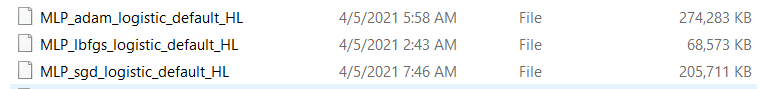 MLP_adam_logistic_default_HL 4/5/2021 5:58 AM File 274,283 KB
MLP_lbfgs_logistic_default_HL 4/5/2021 2:43 AM File 68,573 KB
MLP_sgd_logistic_default_HL 4/5/2021 7:46 AM File 205,711 KB